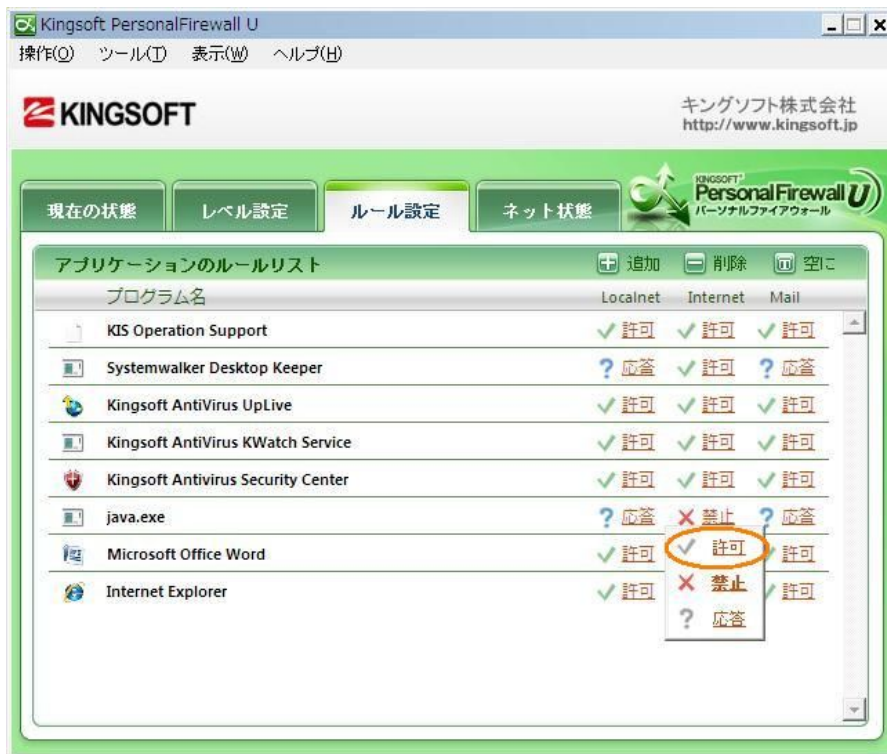 Kingsoft PersonalFirewall U
操作(O) ツール(T) 表示(W) ヘルプ(H)
KINGSOFT
キングソフト株式会社
http://www.kingsoft.jp
現在の状態 レベル設定 ルール設定 ネット状態
KINGSOFT
Personal Firewall U
パーソナルファイアウォール
アプリケーションのルールリスト 追加 削除 空に
プログラム名 Localnet Internet Mail
KIS Operation Support 許可 許可 許可
Systemwalker Desktop Keeper ? 応答 許可 ? 応答
Kingsoft AntiVirus UpLive 許可 許可 許可
Kingsoft AntiVirus KWatch Service 許可 許可 許可
Kingsoft Antivirus Security Center 許可 許可 許可
java.exe ? 応答 禁止 ? 応答
Microsoft Office Word 許可 許可 許可
Internet Explorer 許可 禁止 許可
? 応答